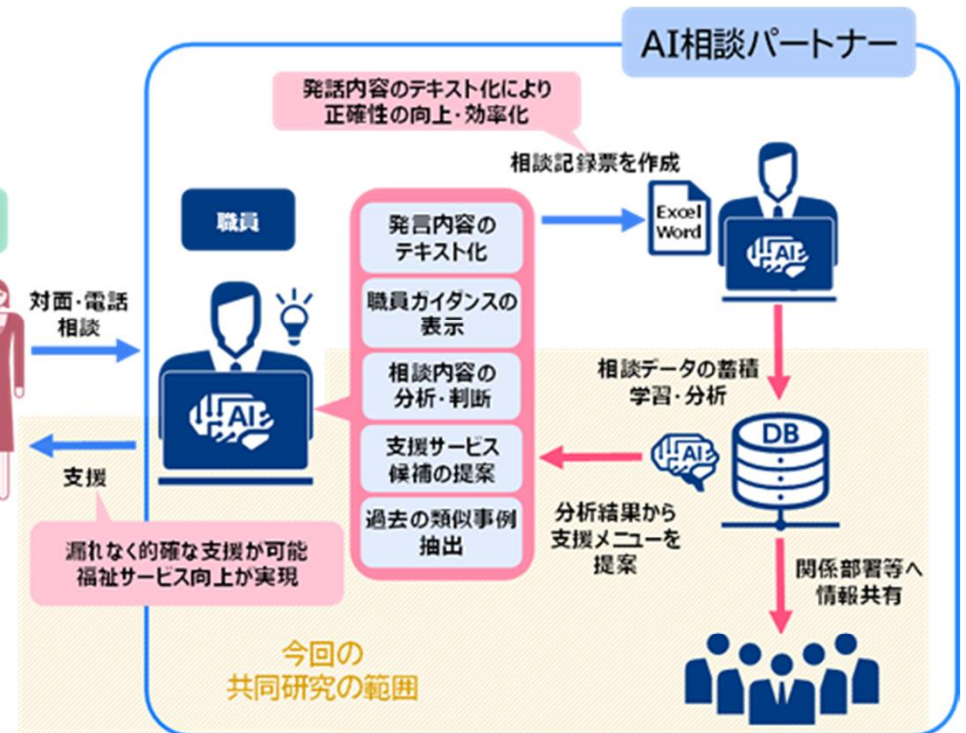 AI相談パートナー
発話内容のテキスト化により
正確性の向上・効率化
相談記録票を作成
Excel
Word
AI
職員
対面・電話
相談
AI
発言内容の
テキスト化
職員ガイダンスの
表示
相談内容の
分析・判断
支援サービス
候補の提案
過去の類似事例
抽出
相談データの蓄積
学習・分析
DB
AI
分析結果から
支援メニューを
提案
関係部署等へ
情報共有
支援
漏れなく的確な支援が可能
福祉サービス向上が実現
今回の
共同研究の範囲